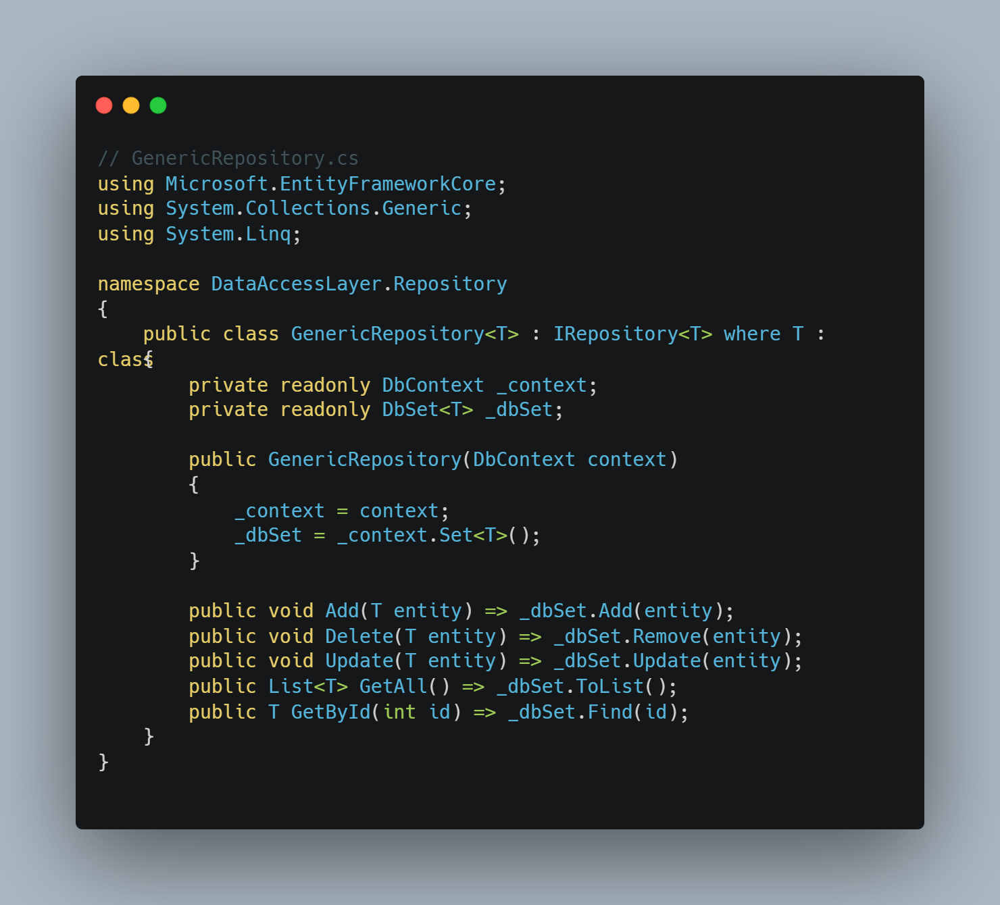 // GenericRepository.cs
using Microsoft.EntityFrameworkCore;
using System.Collections.Generic;
using System.Linq;

namespace DataAccessLayer.Repository
{
    public class GenericRepository<T> : IRepository<T> where T :
class
    {
        private readonly DbContext _context;
        private readonly DbSet<T> _dbSet;

        public GenericRepository(DbContext context)
        {
            _context = context;
            _dbSet = _context.Set<T>();
        }

        public void Add(T entity) => _dbSet.Add(entity);
        public void Delete(T entity) => _dbSet.Remove(entity);
        public void Update(T entity) => _dbSet.Update(entity);
        public List<T> GetAll() => _dbSet.ToList();
        public T GetById(int id) => _dbSet.Find(id);
    }
}